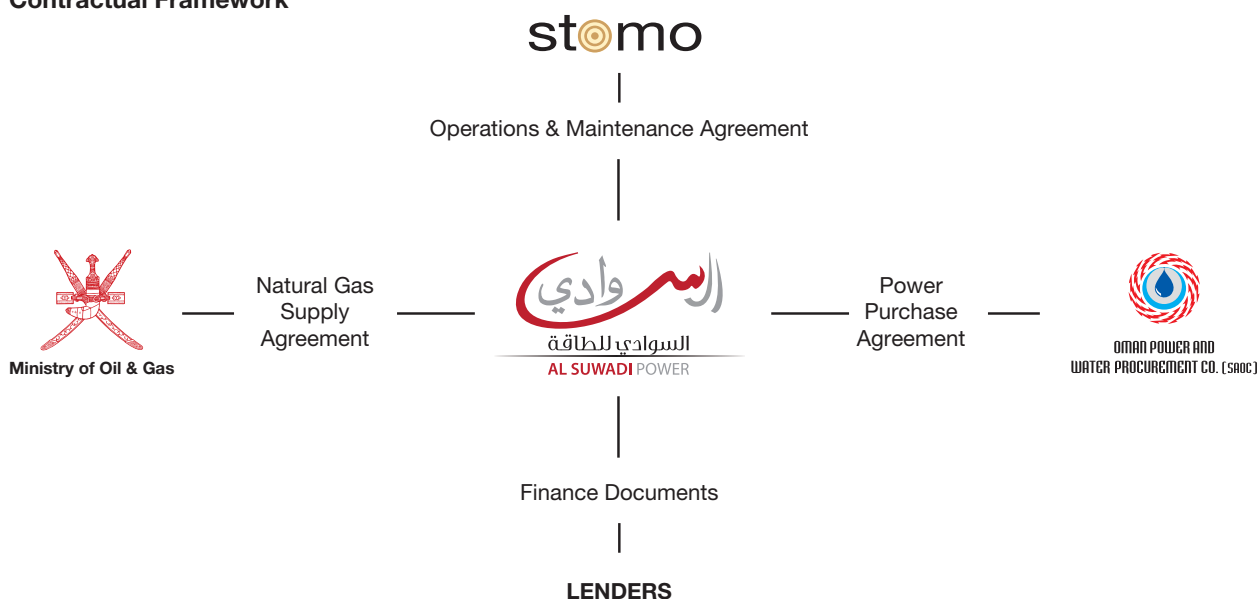 Contractual Framework
stomo
Operations & Maintenance Agreement
Natural Gas
Supply
Agreement
السوادي
Power
Purchase
Agreement
السوادي للطاقة
AL SUWADI POWER
Ministry of Oil & Gas
OMAN POWER AND
WATER PROCUREMENT CO. (SAOC)
Finance Documents
LENDERS